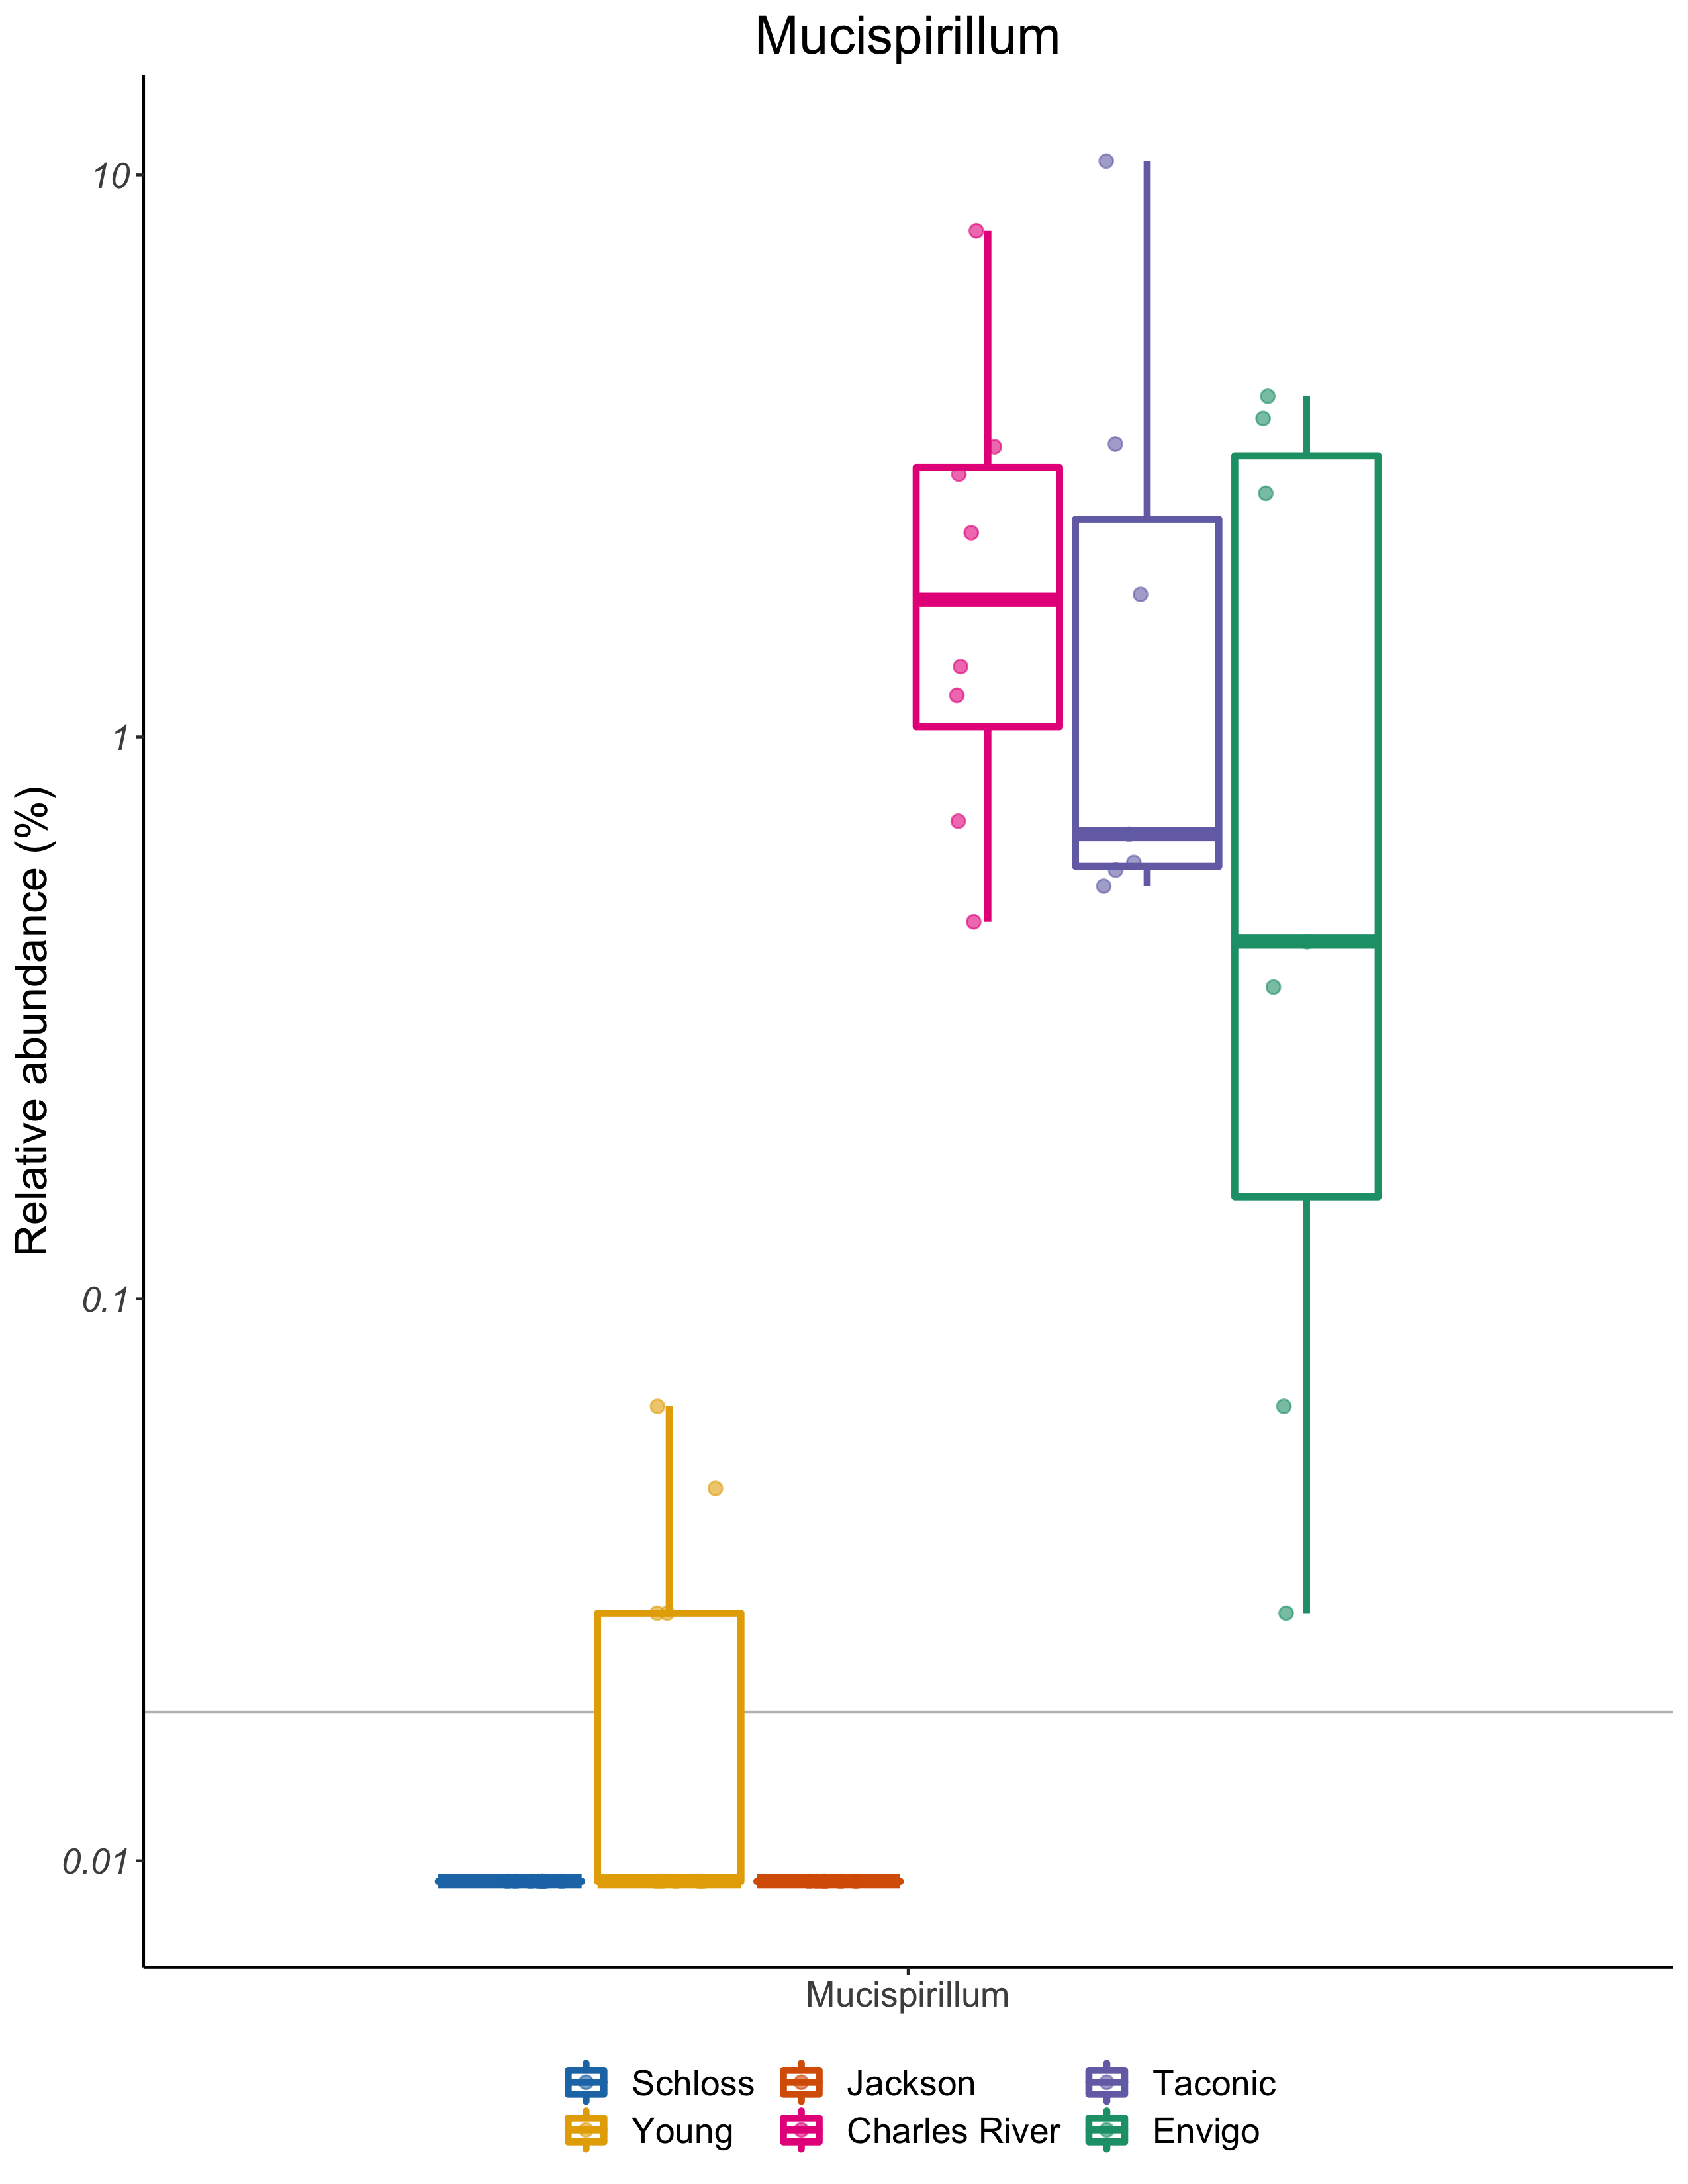 Mucispirillum
10
1
0.1
0.01
Relative abundance (%)
Mucispirillum
Schloss
Jackson
Taconic
Young
Charles River
Envigo